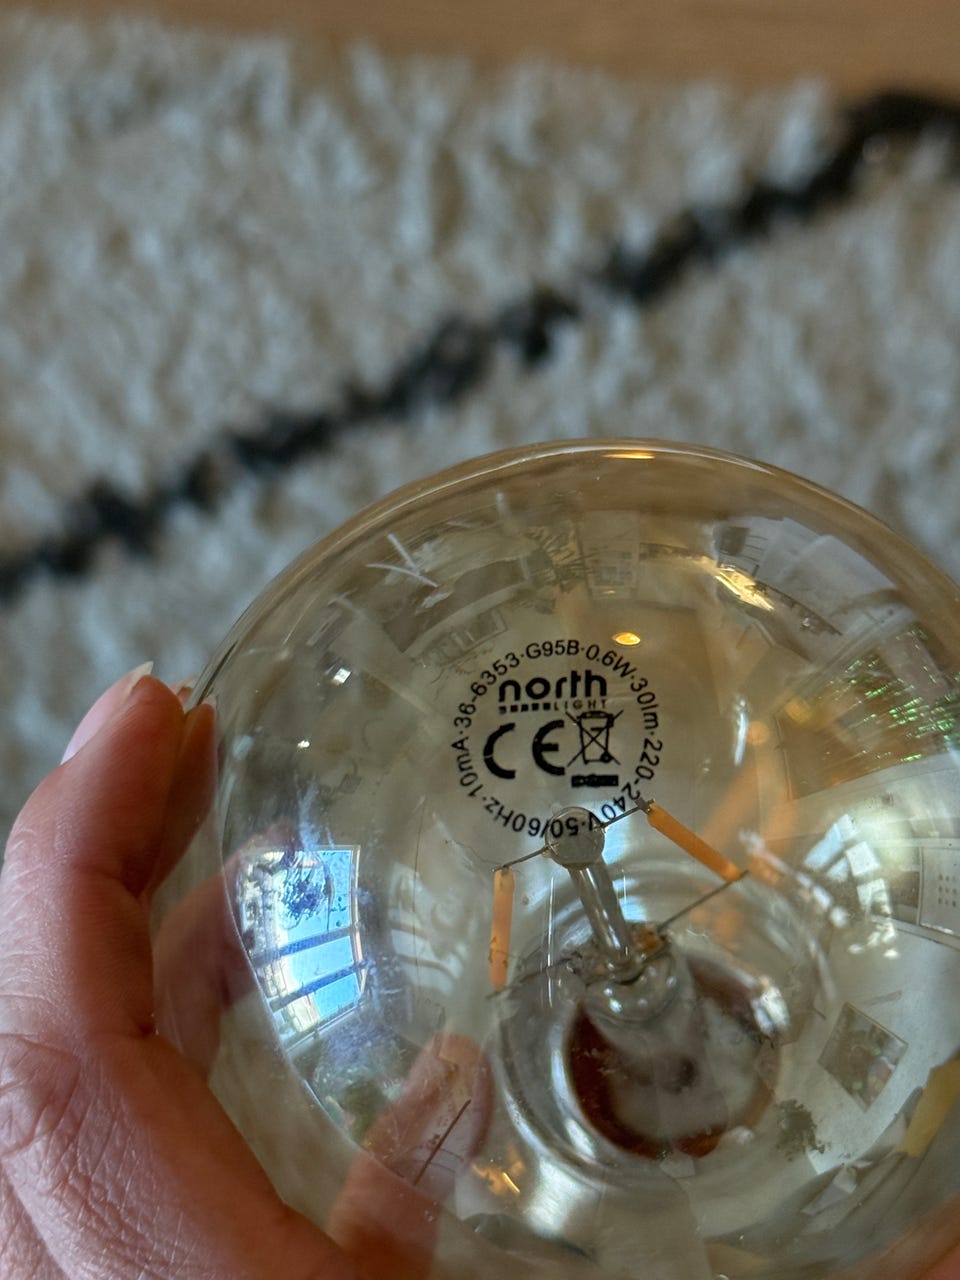 36-6353·G95B·0.6W·30lm·220-240V·50/60Hz·10mA·
north
LIGHT
CE